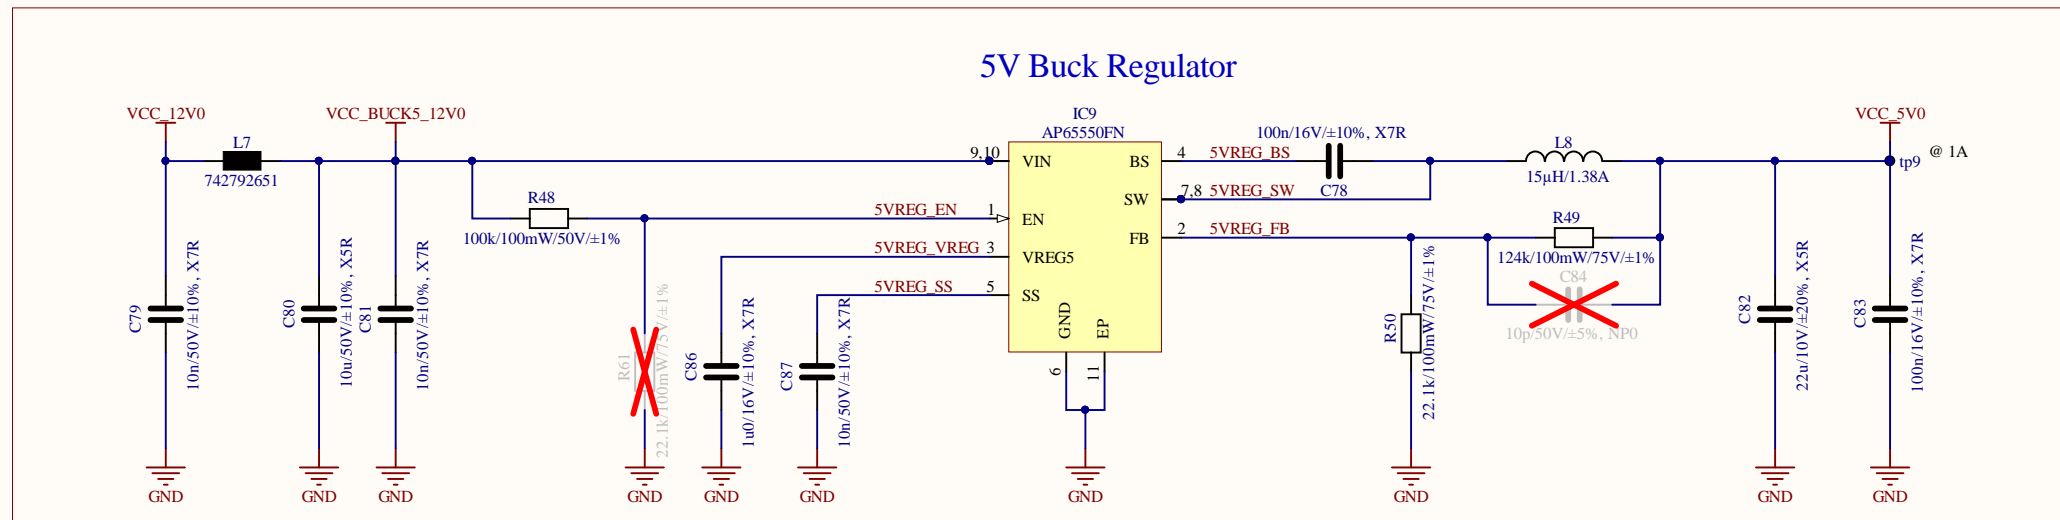 5V Buck Regulator
VCC_12V0
VCC_BUCK5_12V0
L7
742792651
R48
100k/100mW/50V/±1%
C79
10n/50V/±10%, X7R
C80
10u/50V/±10%, X5R
C81
10n/50V/±10%, X7R
R61
22.1k/100mW/75V/±1%
C86
1u0/16V/±10%, X7R
C87
10n/50V/±10%, X7R
5VREG_EN
5VREG_VREG
5VREG_SS
IC9
AP65550FN
9,10
VIN
1
EN
3
VREG5
5
SS
GND
EP
6
11
BS
4
5VREG_BS
SW
7,8
5VREG_SW
FB
2
5VREG_FB
100n/16V/±10%, X7R
C78
L8
15µH/1.38A
R49
124k/100mW/75V/±1%
C84
10p/50V/±5%, NP0
R50
22.1k/100mW/75V/±1%
C82
22u/10V/±20%, X5R
C83
100n/16V/±10%, X7R
VCC_5V0
tp9
@ 1A
GND
GND
GND
GND
GND
GND
GND
GND
GND
GND